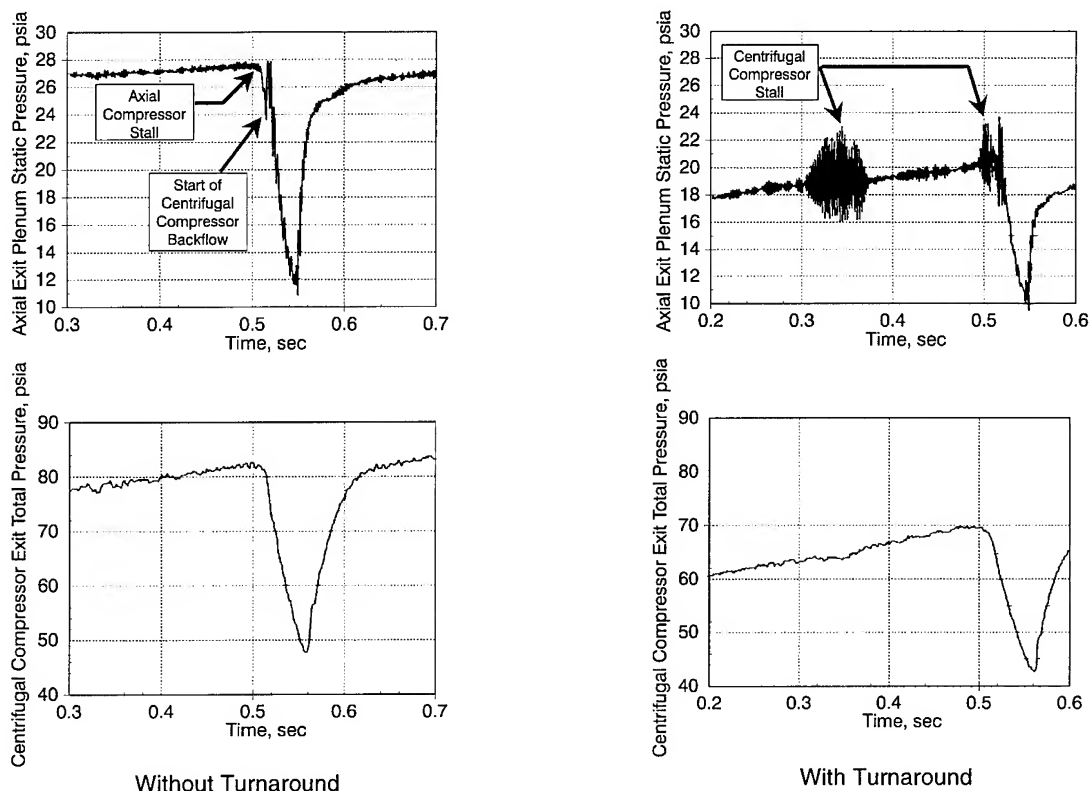 Axial Exit Plenum Static Pressure, psia
30
28
26
24
22
20
18
16
14
12
10
Axial
Compressor
Stall
Start of
Centrifugal
Compressor
Backflow
0.3
0.4
0.5
0.6
0.7
Time, sec
Axial Exit Plenum Static Pressure, psia
30
28
26
24
22
20
18
16
14
12
10
Centrifugal
Compressor
Stall
0.2
0.3
0.4
0.5
0.6
Time, sec
Centrifugal Compressor Exit Total Pressure, psia
90
80
70
60
50
40
0.3
0.4
0.5
0.6
0.7
Time, sec
Without Turnaround
Centrifugal Compressor Exit Total Pressure, psia
90
80
70
60
50
40
0.2
0.3
0.4
0.5
0.6
Time, sec
With Turnaround